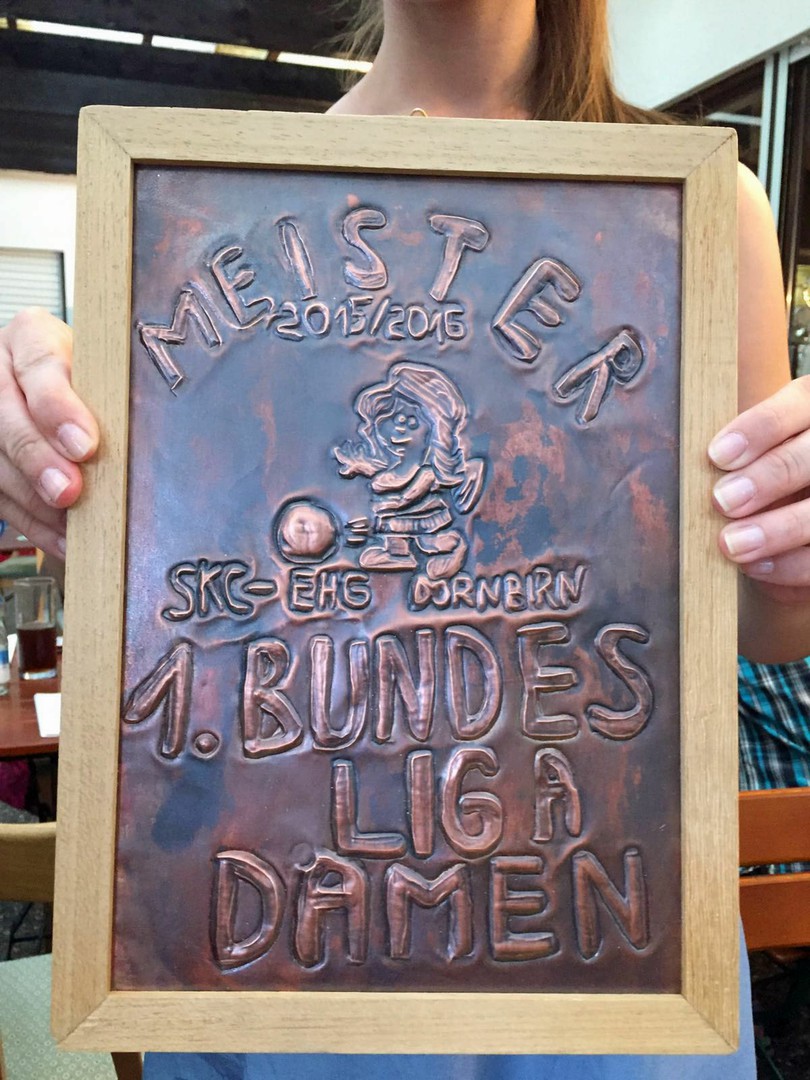 MEISTER
2015/2016
SKC-EHG DORNBIRN
1. BUNDES
LIGA
DAMEN